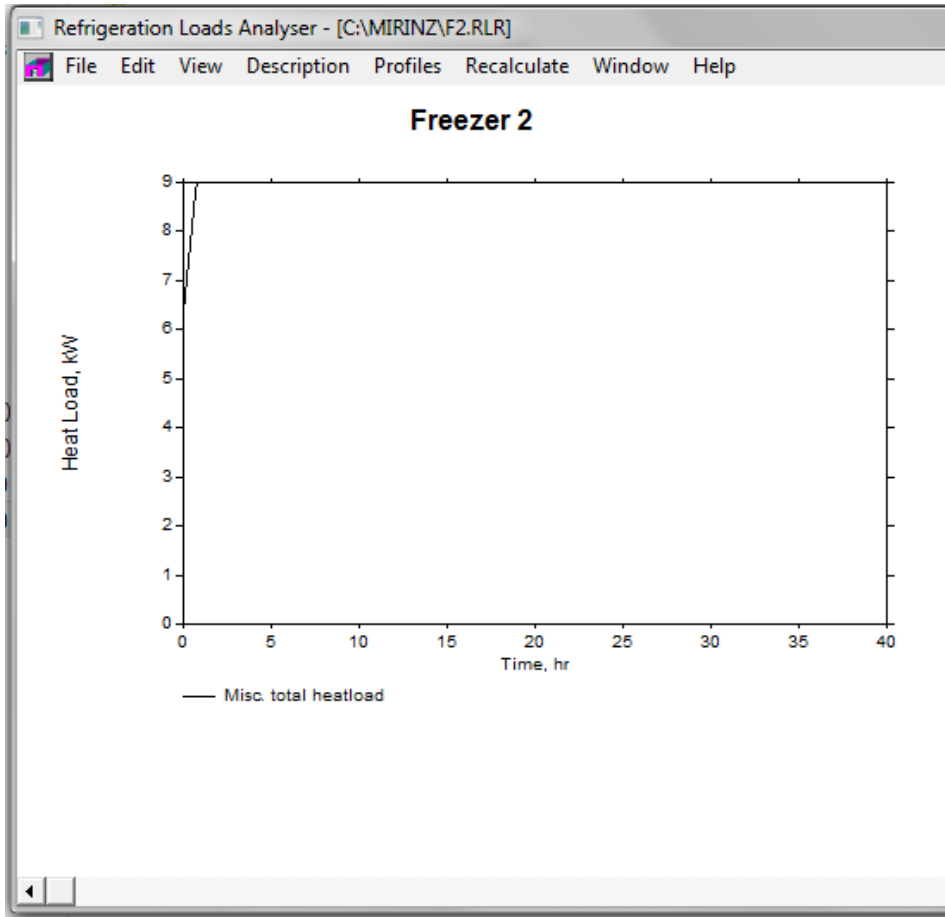 Refrigeration Loads Analyser - [C:\MIRINZ\F2.RLR]
File Edit View Description Profiles Recalculate Window Help
Freezer 2
9
8
7
6
5
4
3
2
1
0
Heat Load, kW
0 5 10 15 20 25 30 35 40
Time, hr
Misc. total heatload